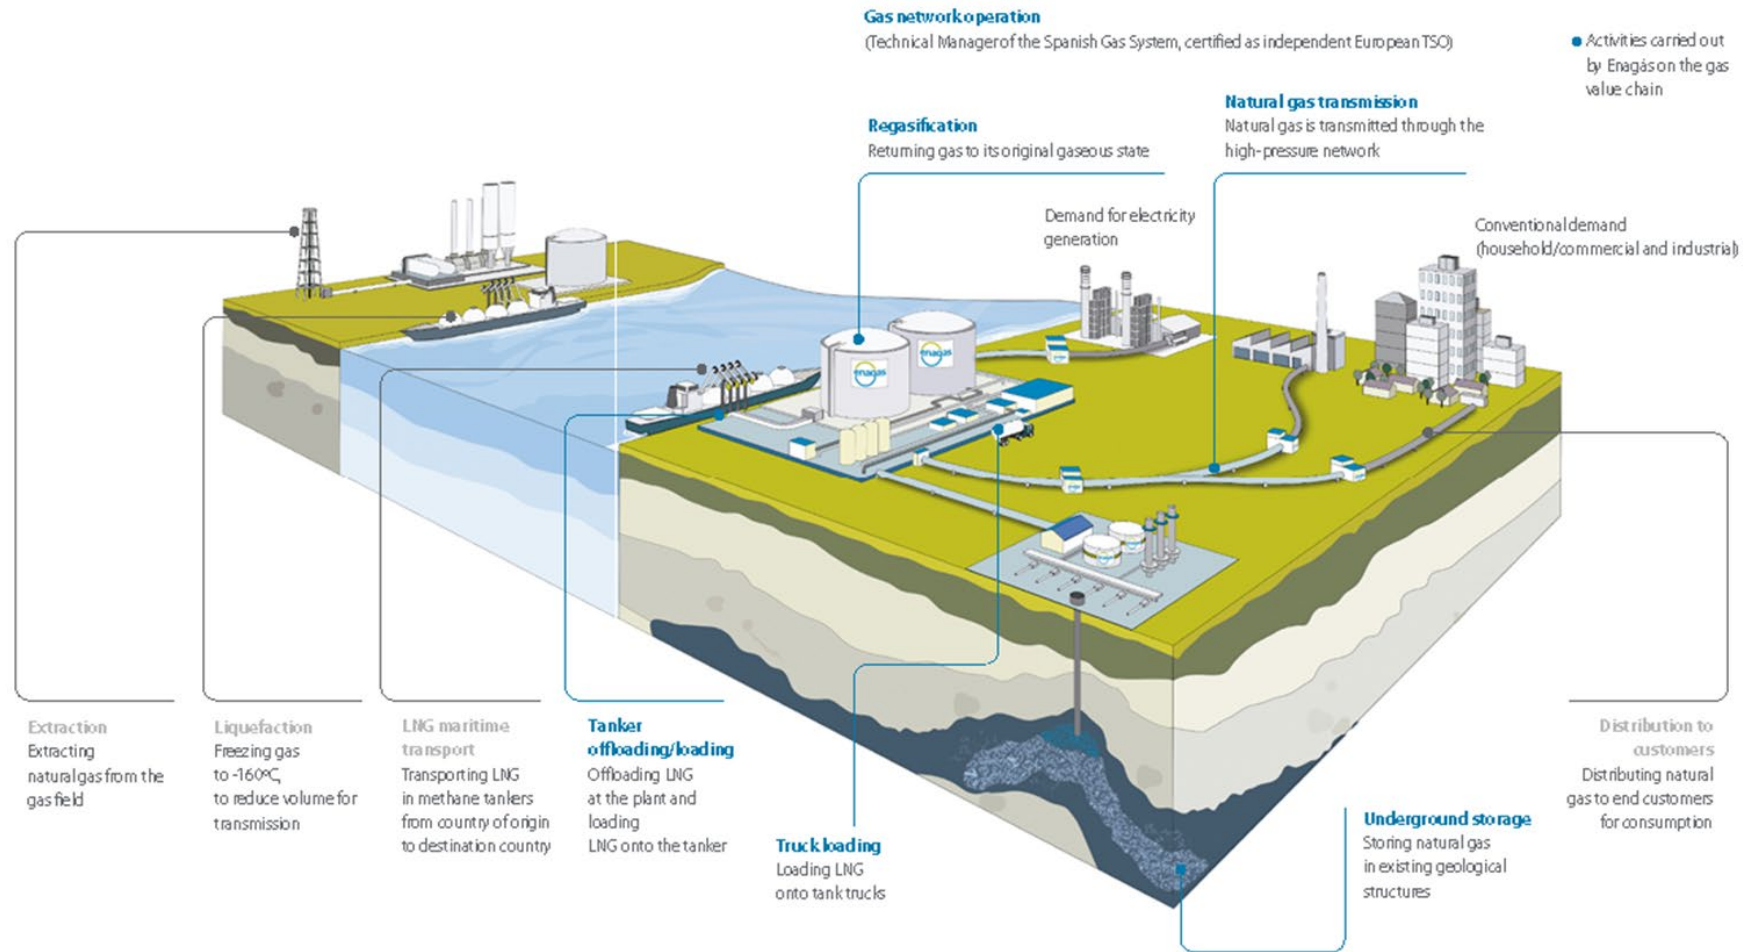 Gas network operation
(Technical Manager of the Spanish Gas System, certified as independent European TSO)
Activities carried out
by Enagás on the gas
value chain
Natural gas transmission
Natural gas is transmitted through the
high-pressure network
Regasification
Returning gas to its original gaseous state
Demand for electricity
generation
Conventional demand
(household/commercial and industrial)
enagas
enagas
Extraction
Extracting
natural gas from the
gas field
Liquefaction
Freezing gas
to -160ºC,
to reduce volume for
transmission
LNG maritime
transport
Transporting LNG
in methane tankers
from country of origin
to destination country
Tanker
offloading/loading
Offloading LNG
at the plant and
loading
LNG onto the tanker
Truck loading
Loading LNG
onto tank trucks
Underground storage
Storing natural gas
in existing geological
structures
Distribution to
customers
Distributing natural
gas to end customers
for consumption